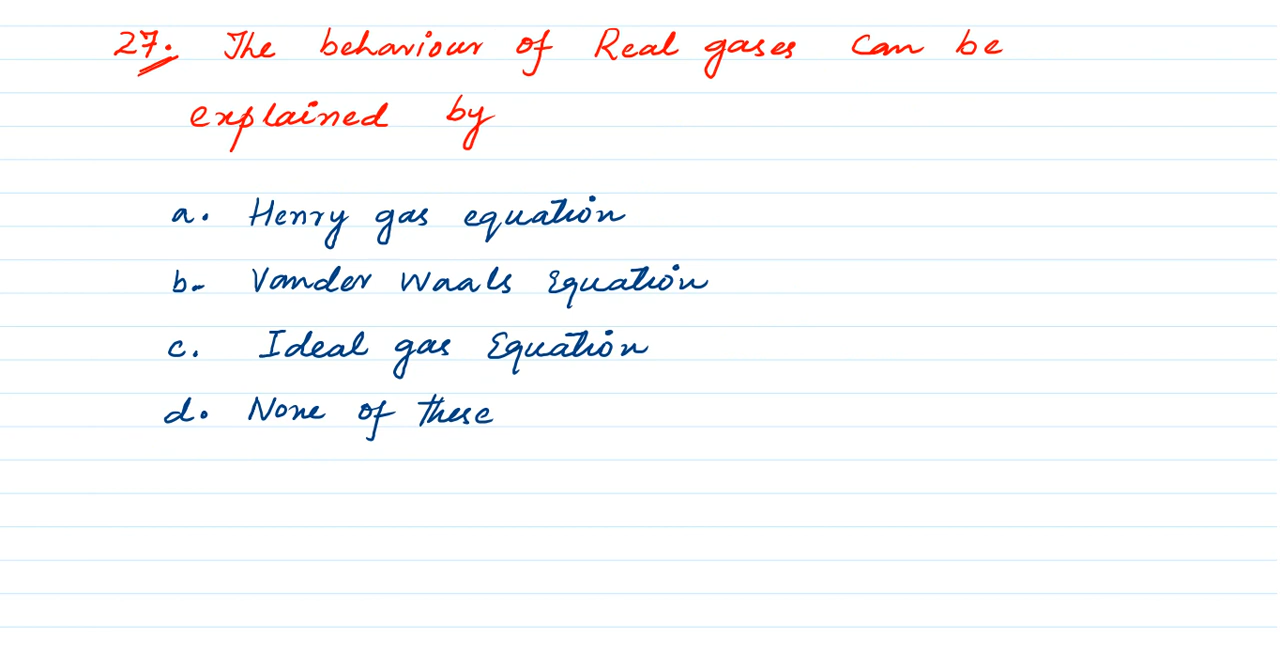 27. The behaviour of Real gases can be
explained by
a. Henry gas equation
b. Vander Waals Equation
c. Ideal gas Equation
d. None of these